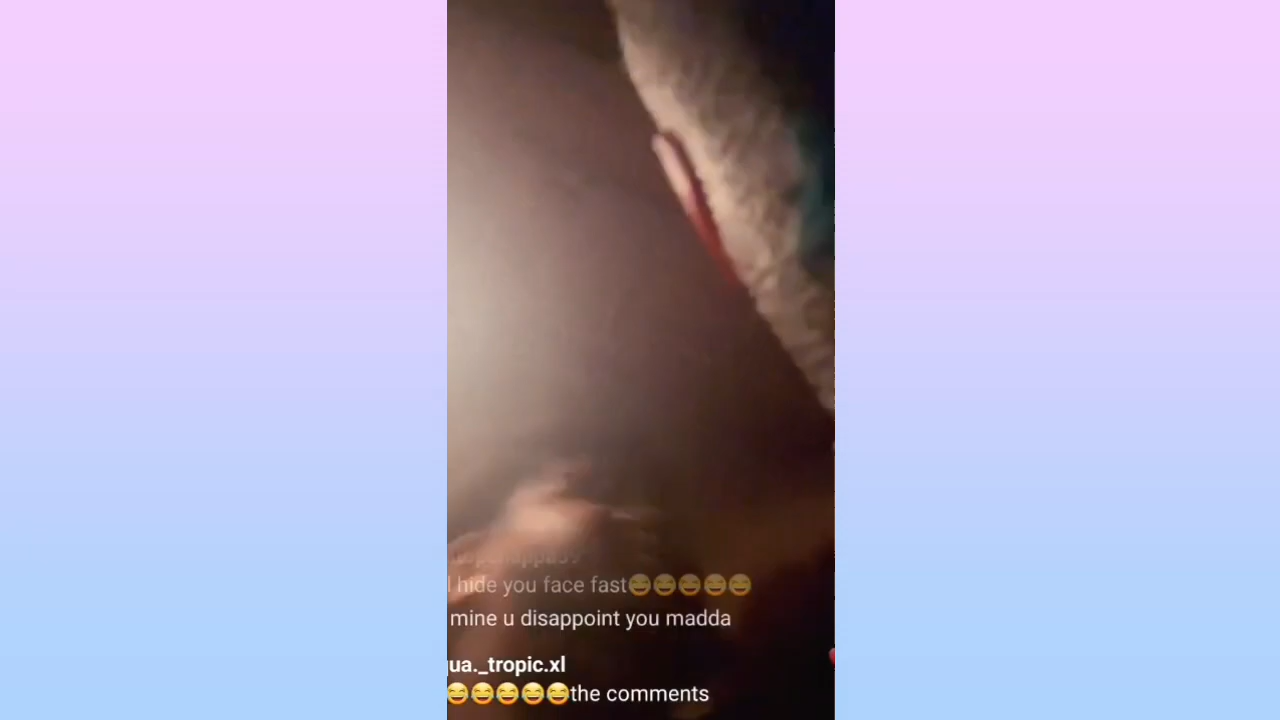 hide you face fast😄😄😄😄😄
mine u disappoint you madda
ua._tropic.xl
😄😄😄😄😄the comments